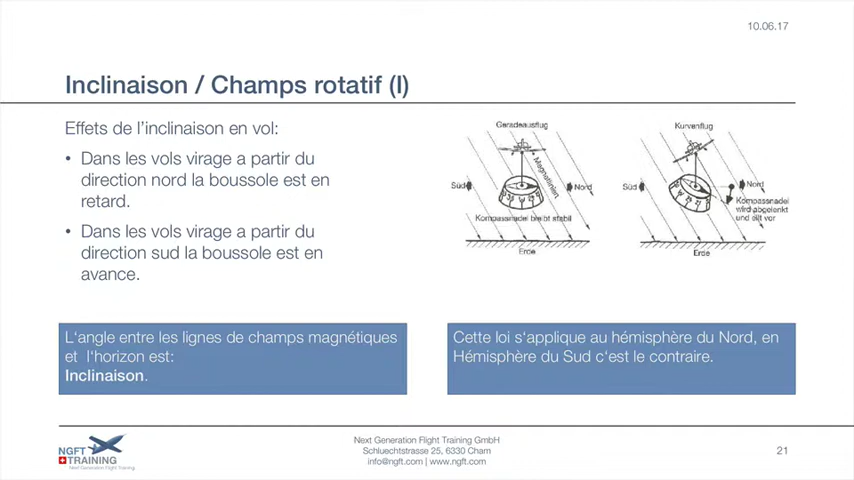 10.06.17
Inclinaison / Champs rotatif (I)
Effets de l'inclinaison en vol:
• Dans les vols virage a partir du
direction nord la boussole est en
retard.
• Dans les vols virage a partir du
direction sud la boussole est en
avance.
Geradeausflug
Magnetlinien
Süd
Nord
Kompassnadel bleibt stabil
Erde
Kurvenflug
Süd
Nord
Kompassnadel
wird abgelenkt
und eilt vor
Erde
L'angle entre les lignes de champs magnétiques
et l'horizon est:
Inclinaison.
Cette loi s'applique au hémisphère du Nord, en
Hémisphère du Sud c'est le contraire.
NGFT
TRAINING
Next Generation Flight Training
Next Generation Flight Training GmbH
Schluechtstrasse 25, 6330 Cham
info@ngft.com | www.ngft.com
21